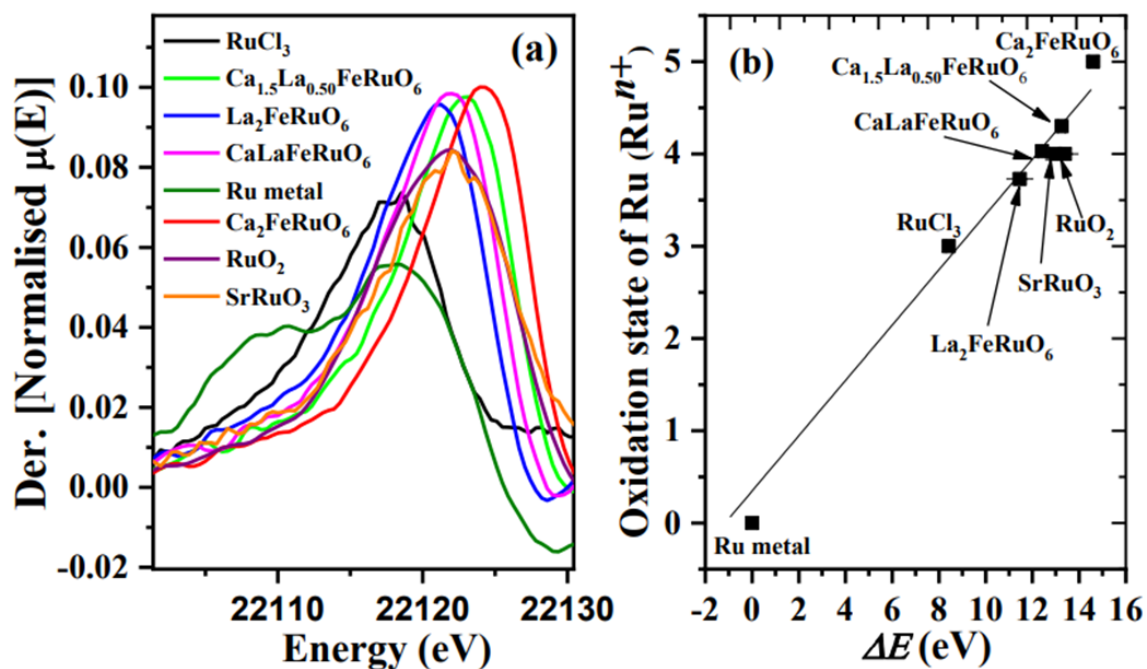 (a)
RuCl₃
Ca₁.₅La₀.₅₀FeRuO₆
La₂FeRuO₆
CaLaFeRuO₆
Ru metal
Ca₂FeRuO₆
RuO₂
SrRuO₃
Der. [Normalised μ(E)]
0.10
0.08
0.06
0.04
0.02
0.00
-0.02
22110 22120 22130
Energy (eV)
(b)
Oxidation state of Ru (Ruⁿ⁺)
5
4
3
2
1
0
Ca₂FeRuO₆
Ca₁.₅La₀.₅₀FeRuO₆
CaLaFeRuO₆
RuCl₃
RuO₂
SrRuO₃
La₂FeRuO₆
Ru metal
-2 0 2 4 6 8 10 12 14 16
ΔE (eV)